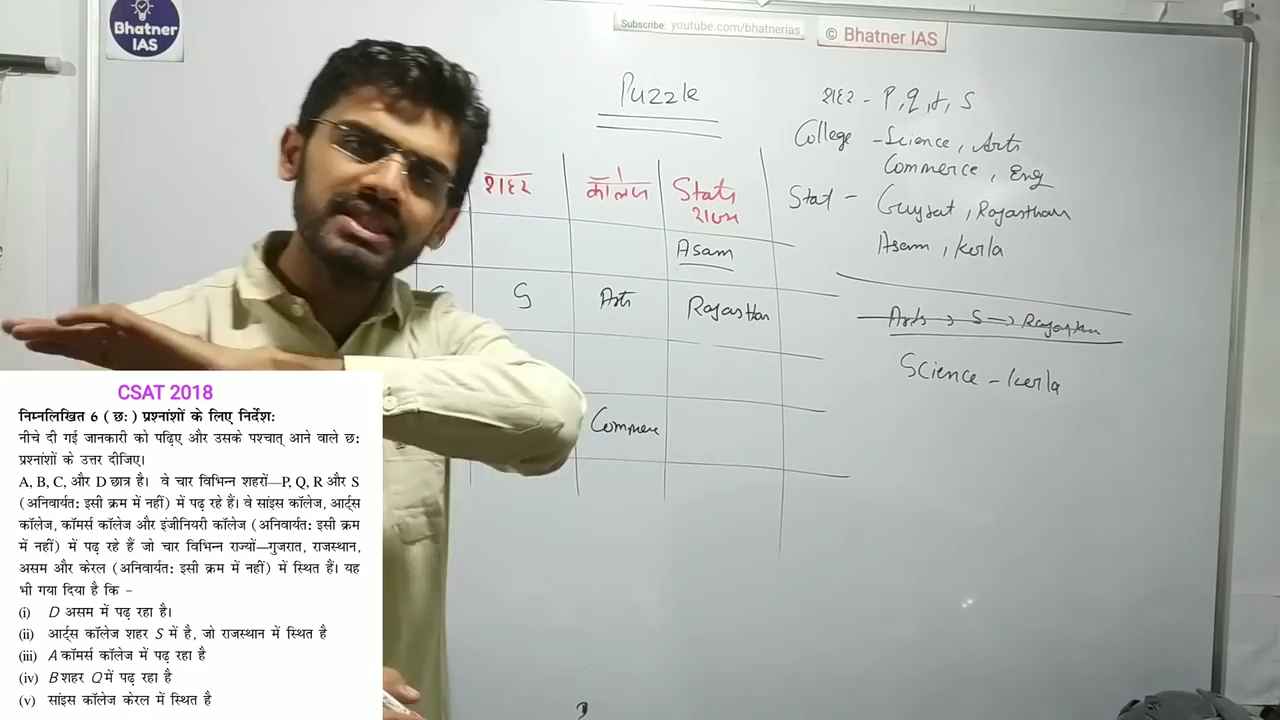 Bhatner
IAS
Subscribe: youtube.com/bhatnerias
© Bhatner IAS
Puzzle
शहर - P, q, r, S
College - Science, Arts
Commerce, Eng
Stat - Gujrat, Rajasthan
Asam, Kerla
शहर कॉलेज State
राज्य
Asam
C S Arts Rajasthan
Commerce
Arts → S → Rajasthan
Science - Kerla
CSAT 2018
निम्नलिखित 6 ( छः ) प्रश्नांशों के लिए निर्देश:
नीचे दी गई जानकारी को पढ़िए और उसके पश्चात् आने वाले छ:
प्रश्नांशों के उत्तर दीजिए।
A, B, C, और D छात्र है। वे चार विभिन्न शहरों—P, Q, R और S
(अनिवार्यत: इसी क्रम में नहीं) में पढ़ रहे हैं। वे सांइस कॉलेज, आर्ट्स
कॉलेज, कॉमर्स कॉलेज और इंजीनियरी कॉलेज (अनिवार्यत: इसी क्रम
में नहीं) में पढ़ रहे हैं जो चार विभिन्न राज्यों—गुजरात, राजस्थान,
असम और केरल (अनिवार्यत: इसी क्रम में नहीं) में स्थित हैं। यह
भी गया दिया है कि –
(i) D असम में पढ़ रहा है।
(ii) आर्ट्स कॉलेज शहर S में है, जो राजस्थान में स्थित है
(iii) A कॉमर्स कॉलेज में पढ़ रहा है
(iv) B शहर Q में पढ़ रहा है
(v) सांइस कॉलेज केरल में स्थित है